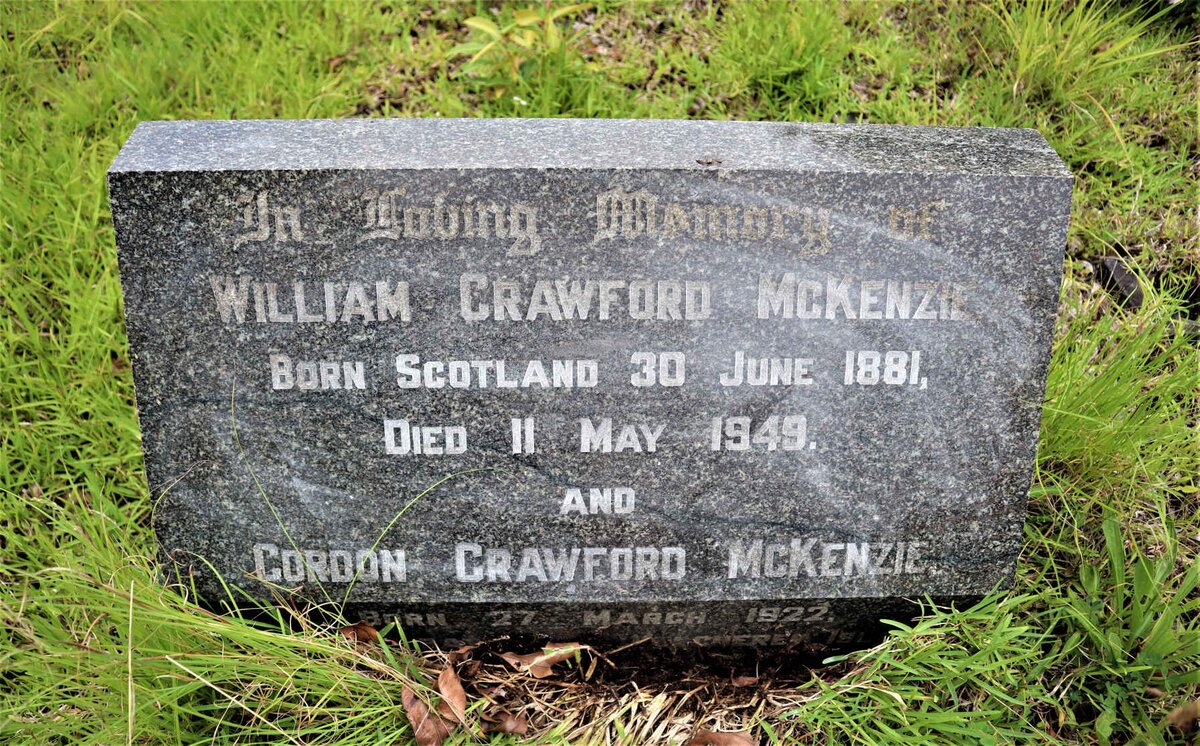 In Loving Memory of
WILLIAM CRAWFORD MCKENZIE
BORN SCOTLAND 30 JUNE 1881,
DIED 11 MAY 1949.
AND
GORDON CRAWFORD MCKENZIE.
BORN 27 MARCH 1922.